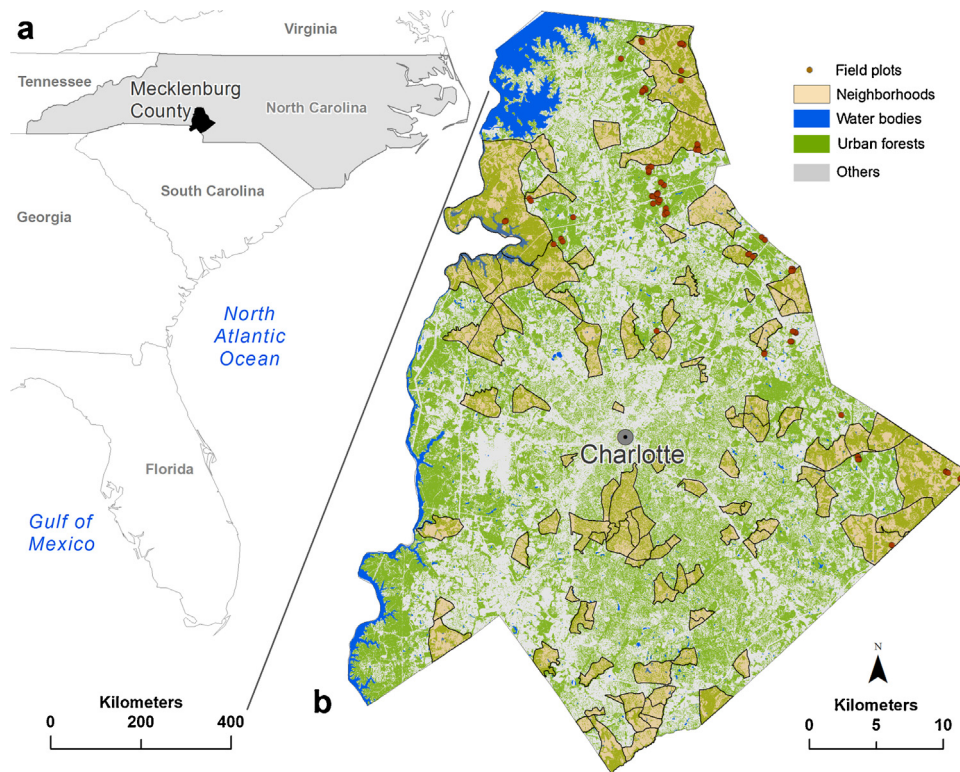 a
Virginia
Tennessee
Mecklenburg
County
North Carolina
South Carolina
Georgia
North
Atlantic
Ocean
Florida
Gulf of
Mexico
Kilometers
0 200 400
b
Charlotte
Field plots
Neighborhoods
Water bodies
Urban forests
Others
N
Kilometers
0 5 10